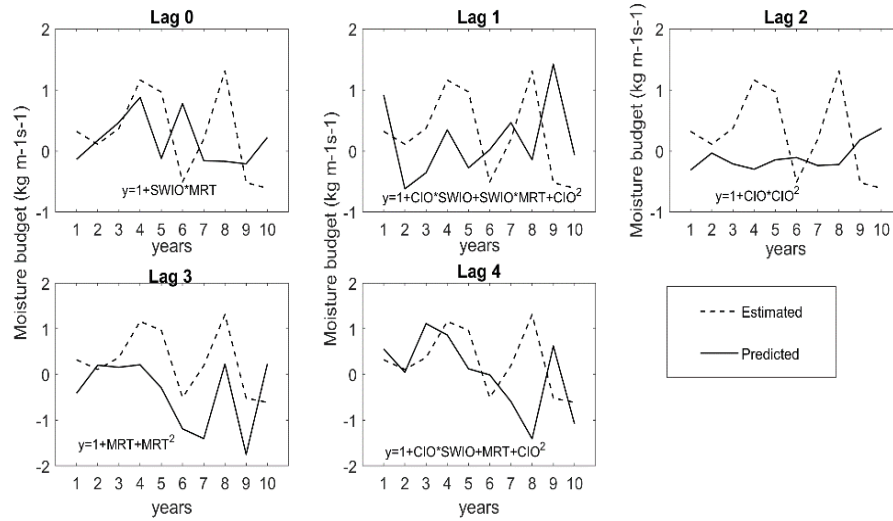 Lag 0
Lag 1
Lag 2
Moisture budget (kg m-1s-1)
2
1
0
-1
y=1+SWIO*MRT
1 2 3 4 5 6 7 8 9 10
years
Moisture budget (kg m-1s-1)
2
1
0
-1
y=1+CIO*SWIO+SWIO*MRT+CIO²
1 2 3 4 5 6 7 8 9 10
years
Moisture budget (kg m-1s-1)
2
1
0
-1
y=1+CIO*CIO²
1 2 3 4 5 6 7 8 9 10
years
Lag 3
2
1
0
-1
-2
y=1+MRT+MRT²
1 2 3 4 5 6 7 8 9 10
years
Lag 4
2
1
0
-1
-2
y=1+CIO*SWIO+MRT+CIO²
1 2 3 4 5 6 7 8 9 10
years
Estimated
Predicted